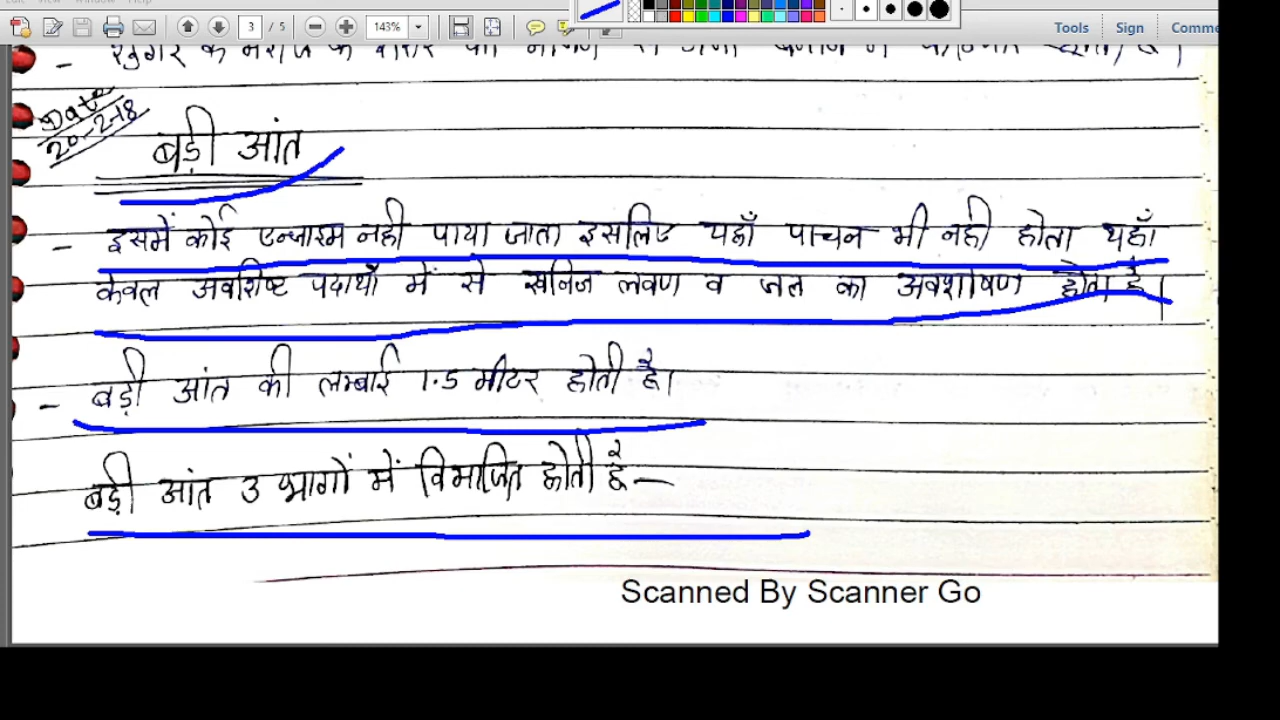 3 / 5
143%
Tools Sign Comme
Date
20-2-18
बड़ी आंत
- इसमें कोई एन्जाइम नही पाया जाता इसलिए यहाँ पाचन भी नही होता यहाँ
केवल अवशिष्ट पदार्थों में से खनिज लवण व जल का अवशोषण होता है।
- बड़ी आंत की लम्बाई 1.5 मीटर होती है।
बड़ी आंत 3 भागों में विभाजित होती है—
Scanned By Scanner Go